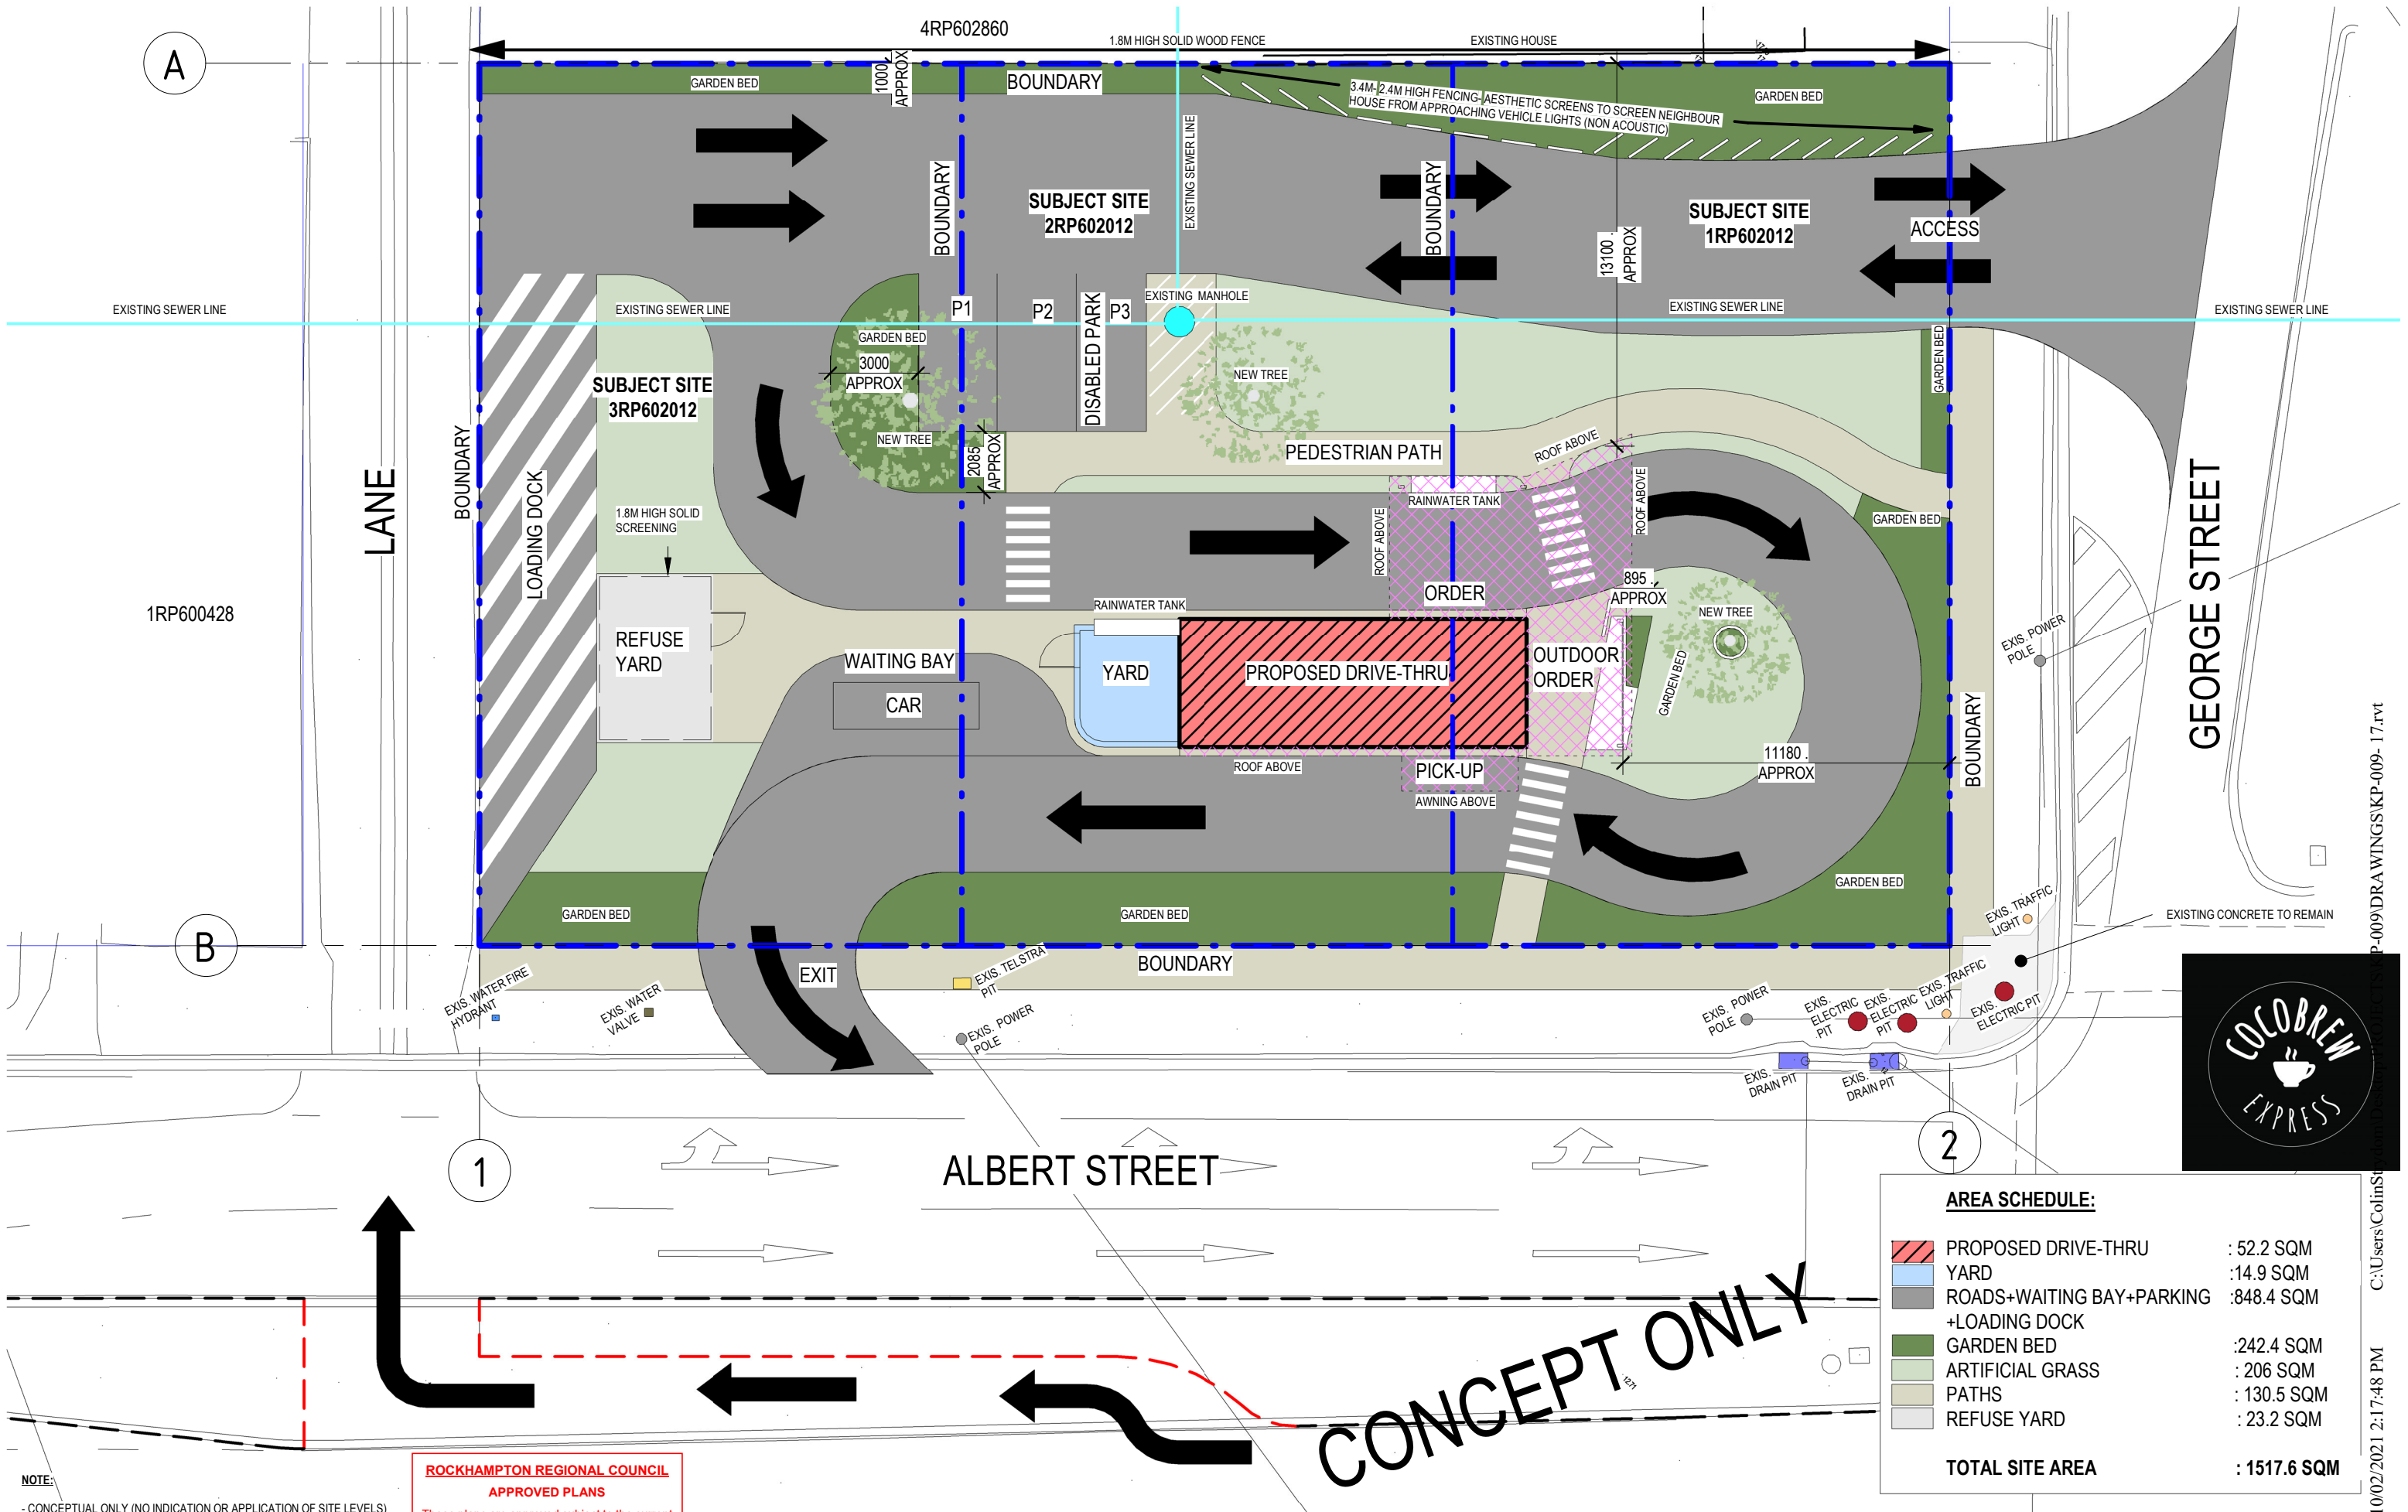 4RP602860
1.8M HIGH SOLID WOOD FENCE
EXISTING HOUSE
A
GARDEN BED
1000
APPROX
BOUNDARY
3.4M- 2.4M HIGH FENCING- AESTHETIC SCREENS TO SCREEN NEIGHBOUR
HOUSE FROM APPROACHING VEHICLE LIGHTS (NON ACOUSTIC)
GARDEN BED
EXISTING SEWER LINE
BOUNDARY
SUBJECT SITE
2RP602012
BOUNDARY
13100 .
APPROX
SUBJECT SITE
1RP602012
ACCESS
EXISTING SEWER LINE
EXISTING SEWER LINE
P1
P2
DISABLED PARK
P3
EXISTING MANHOLE
EXISTING SEWER LINE
EXISTING SEWER LINE
GARDEN BED
3000
APPROX
SUBJECT SITE
3RP602012
NEW TREE
NEW TREE
GARDEN BED
2085
APPROX
PEDESTRIAN PATH
ROOF ABOVE
LANE
BOUNDARY
LOADING DOCK
1.8M HIGH SOLID
SCREENING
RAINWATER TANK
ROOF ABOVE
ROOF ABOVE
GARDEN BED
GEORGE STREET
1RP600428
ORDER
895 .
APPROX
NEW TREE
RAINWATER TANK
REFUSE
YARD
WAITING BAY
CAR
YARD
PROPOSED DRIVE-THRU
OUTDOOR
ORDER
GARDEN BED
EXIS. POWER
POLE
11180 .
APPROX
BOUNDARY
ROOF ABOVE
PICK-UP
AWNING ABOVE
GARDEN BED
GARDEN BED
GARDEN BED
EXIS. TRAFFIC
LIGHT
EXISTING CONCRETE TO REMAIN
B
BOUNDARY
EXIT
EXIS. WATER FIRE
HYDRANT
EXIS. WATER
VALVE
EXIS. TELSTRA
PIT
EXIS. POWER
POLE
EXIS. POWER
POLE
EXIS.
ELECTRIC
PIT
EXIS.
ELECTRIC
PIT
EXIS. TRAFFIC
LIGHT
EXIS.
ELECTRIC PIT
EXIS.
DRAIN PIT
EXIS.
DRAIN PIT
COCOBREW
EXPRESS
1
2
ALBERT STREET
CONCEPT ONLY
1271
AREA SCHEDULE:
PROPOSED DRIVE-THRU : 52.2 SQM
YARD :14.9 SQM
ROADS+WAITING BAY+PARKING :848.4 SQM
+LOADING DOCK
GARDEN BED :242.4 SQM
ARTIFICIAL GRASS : 206 SQM
PATHS : 130.5 SQM
REFUSE YARD : 23.2 SQM
TOTAL SITE AREA : 1517.6 SQM
NOTE:
- CONCEPTUAL ONLY (NO INDICATION OR APPLICATION OF SITE LEVELS)
ROCKHAMPTON REGIONAL COUNCIL
APPROVED PLANS
10/02/2021 2:17:48 PM